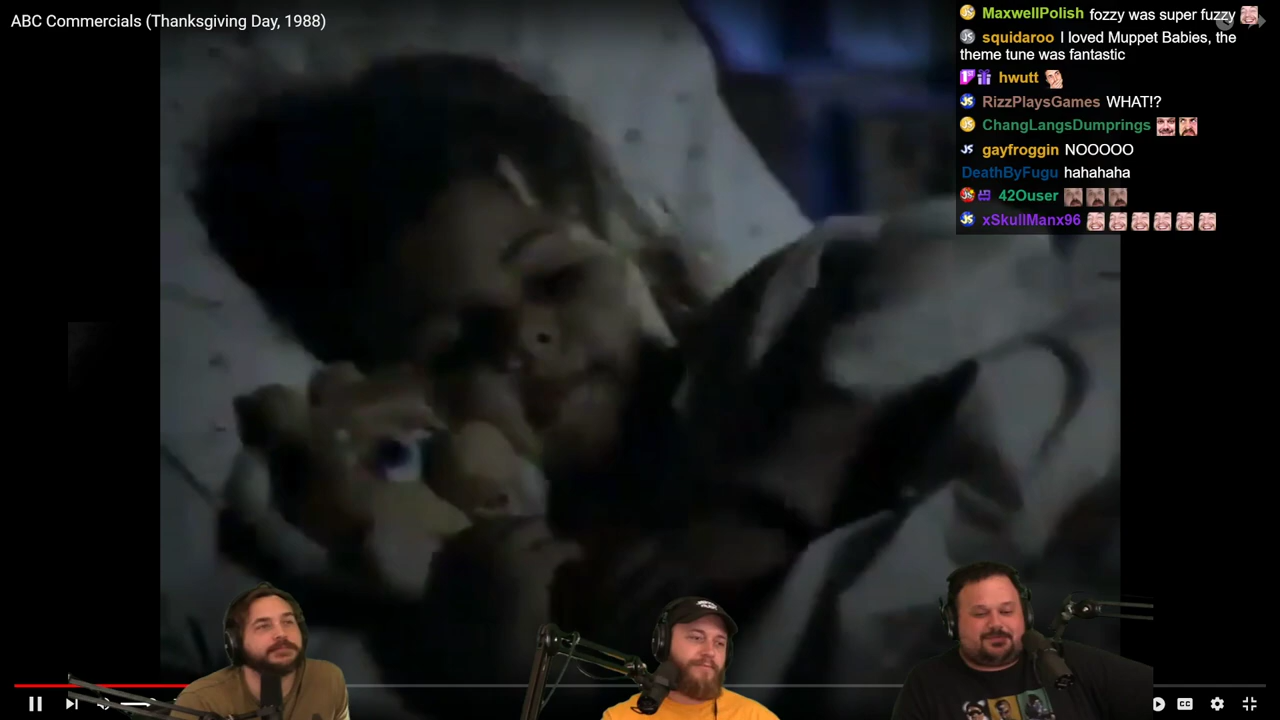 ABC Commercials (Thanksgiving Day, 1988)
MaxwellPolish fozzy was super fuzzy
squidaroo I loved Muppet Babies, the
theme tune was fantastic
hwutt
RizzPlaysGames WHAT!?
ChangLangsDumprings
gayfroggin NOOOOO
DeathByFugu hahahaha
42Ouser
xSkullManx96